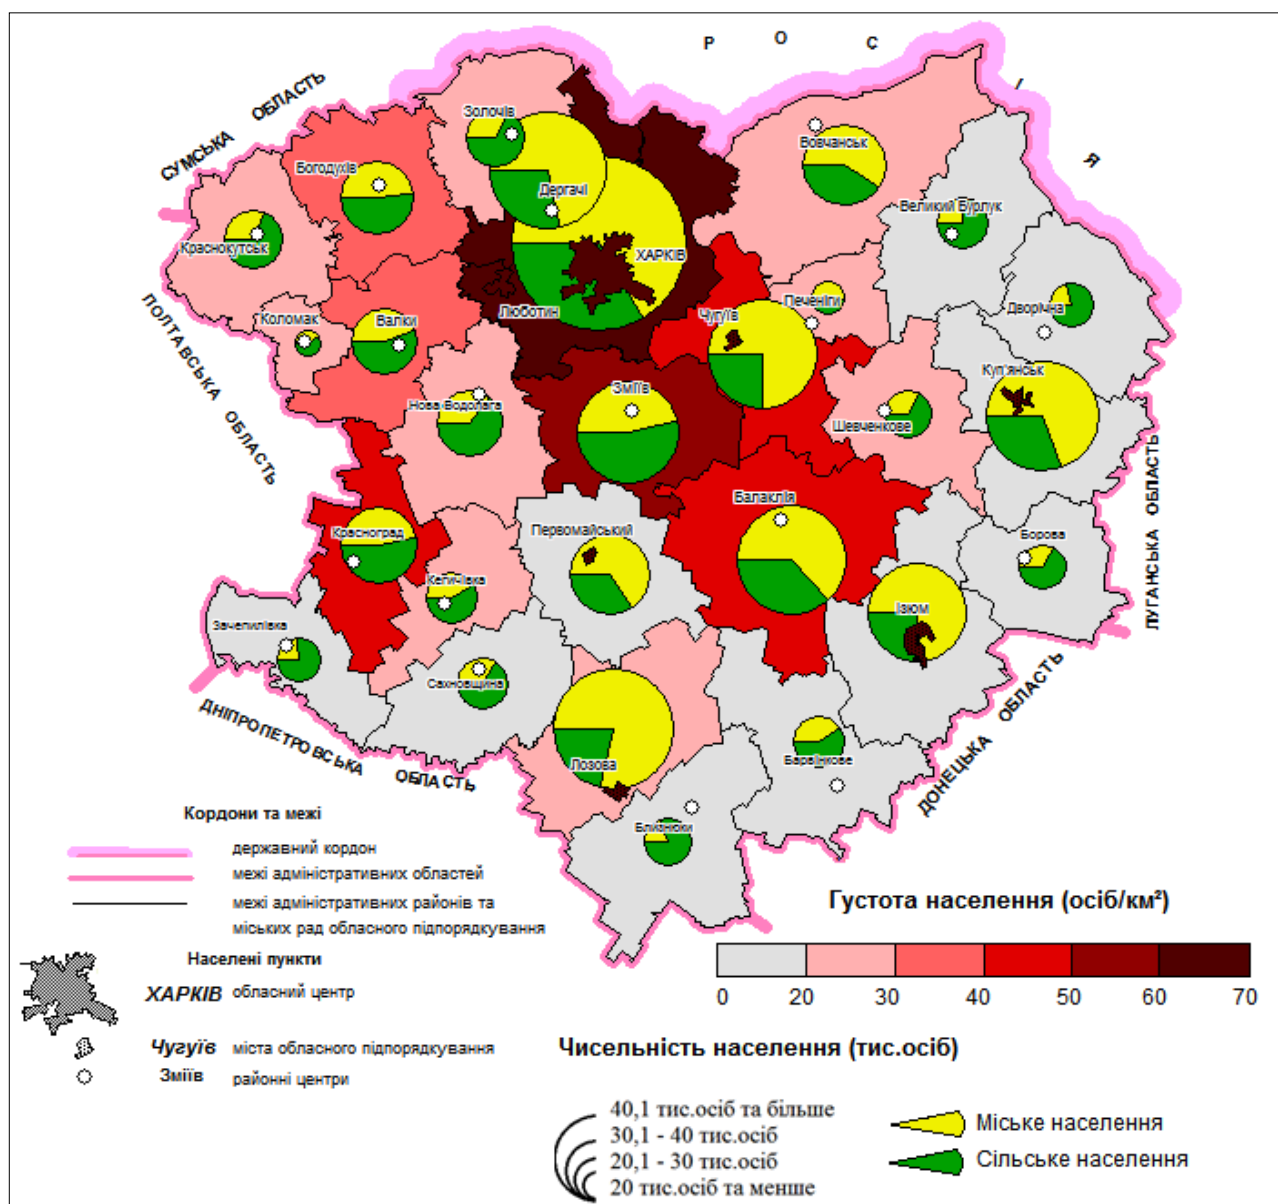 Р О С І Я
СУМСЬКА ОБЛАСТЬ
ПОЛТАВСЬКА ОБЛАСТЬ
ДНІПРОПЕТРОВСЬКА ОБЛАСТЬ
ДОНЕЦЬКА ОБЛАСТЬ
ЛУГАНСЬКА ОБЛАСТЬ
Золочів
Вовчанськ
Богодухів
Дергачі
Великий Бурлук
Краснокутськ
ХАРКІВ
Люботин
Печеніги
Дворічна
Коломак
Валки
Чугуїв
Куп'янськ
Зміїв
Нова Водолага
Шевченкове
Балаклія
Первомайський
Красноград
Борова
Кегичівка
Ізюм
Зачепилівка
Сахновщина
Лозова
Барвінкове
Близнюки
Кордони та межі
державний кордон
межі адміністративних областей
межі адміністративних районів та
міських рад обласного підпорядкування
Населені пункти
ХАРКІВ обласний центр
Чугуїв міста обласного підпорядкування
Зміїв районні центри
Густота населення (осіб/км²)
0 20 30 40 50 60 70
Чисельність населення (тис.осіб)
40,1 тис.осіб та більше
30,1 - 40 тис.осіб
20,1 - 30 тис.осіб
20 тис.осіб та менше
Міське населення
Сільське населення